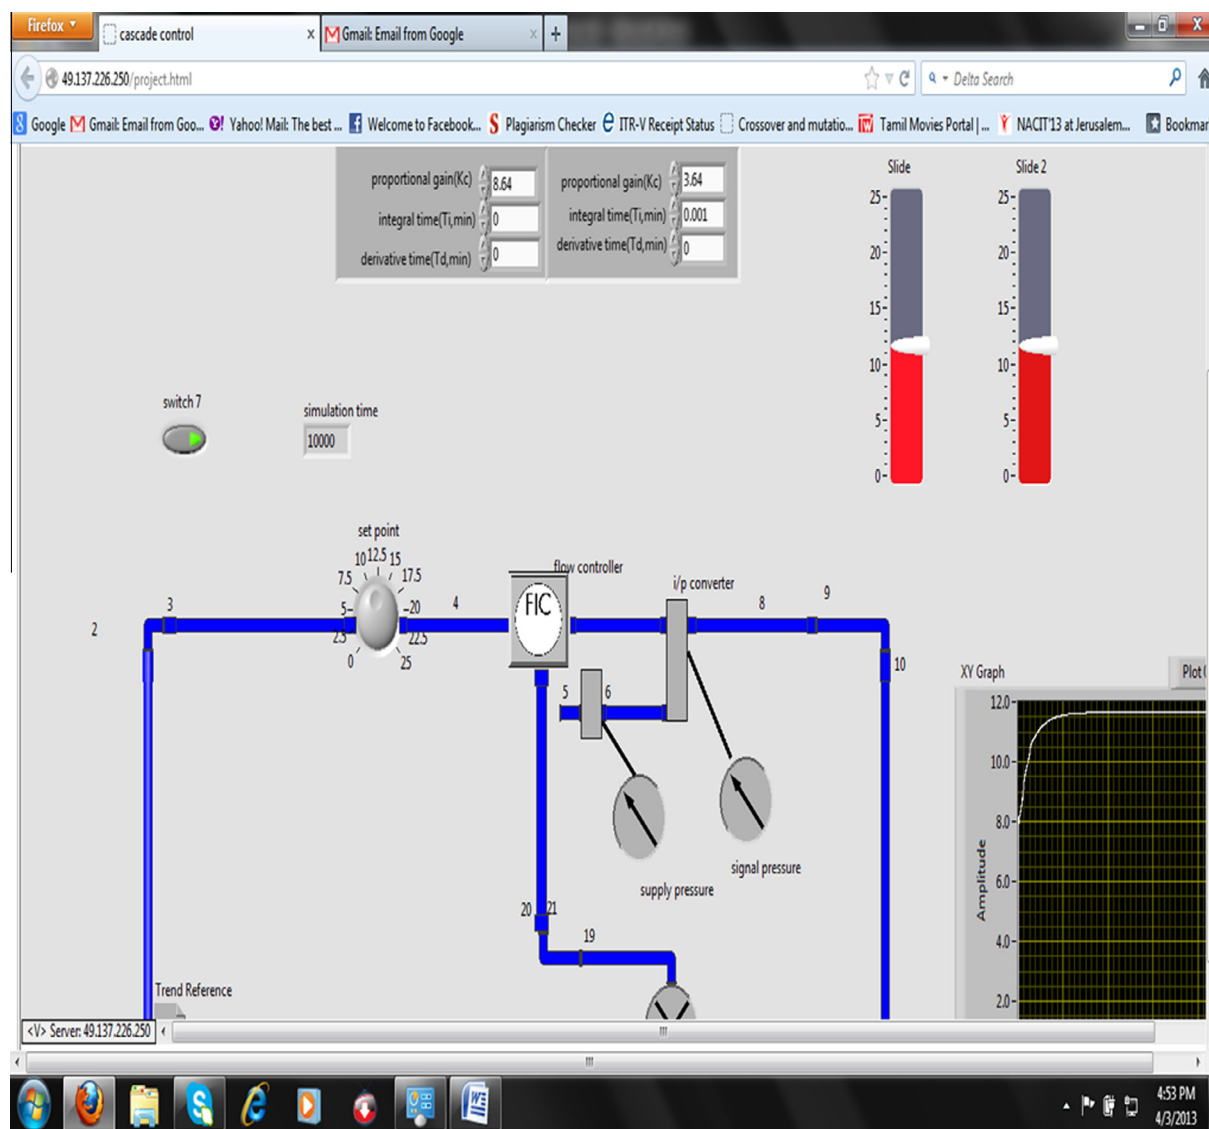 Firefox
cascade control
Gmail: Email from Google
49.137.226.250/project.html
Delta Search
Google
Gmail: Email from Goo...
Yahoo! Mail: The best ...
Welcome to Facebook...
Plagiarism Checker
ITR-V Receipt Status
Crossover and mutatio...
Tamil Movies Portal | ...
NACIT'13 at Jerusalem...
Bookmar
proportional gain(Kc) 8.64
integral time(Ti,min) 0
derivative time(Td,min) 0
proportional gain(Kc) 3.64
integral time(Ti,min) 0.001
derivative time(Td,min) 0
Slide
25
20
15
10
5
0
Slide 2
25
20
15
10
5
0
switch 7
simulation time
10000
set point
0
2.5
5
7.5
10
12.5
15
17.5
20
22.5
25
flow controller
FIC
i/p converter
2
3
4
5
6
8
9
10
supply pressure
signal pressure
20
21
19
XY Graph
Plot
12.0
10.0
8.0
6.0
4.0
2.0
Amplitude
Trend Reference
<V> Server: 49.137.226.250
4:53 PM
4/3/2013